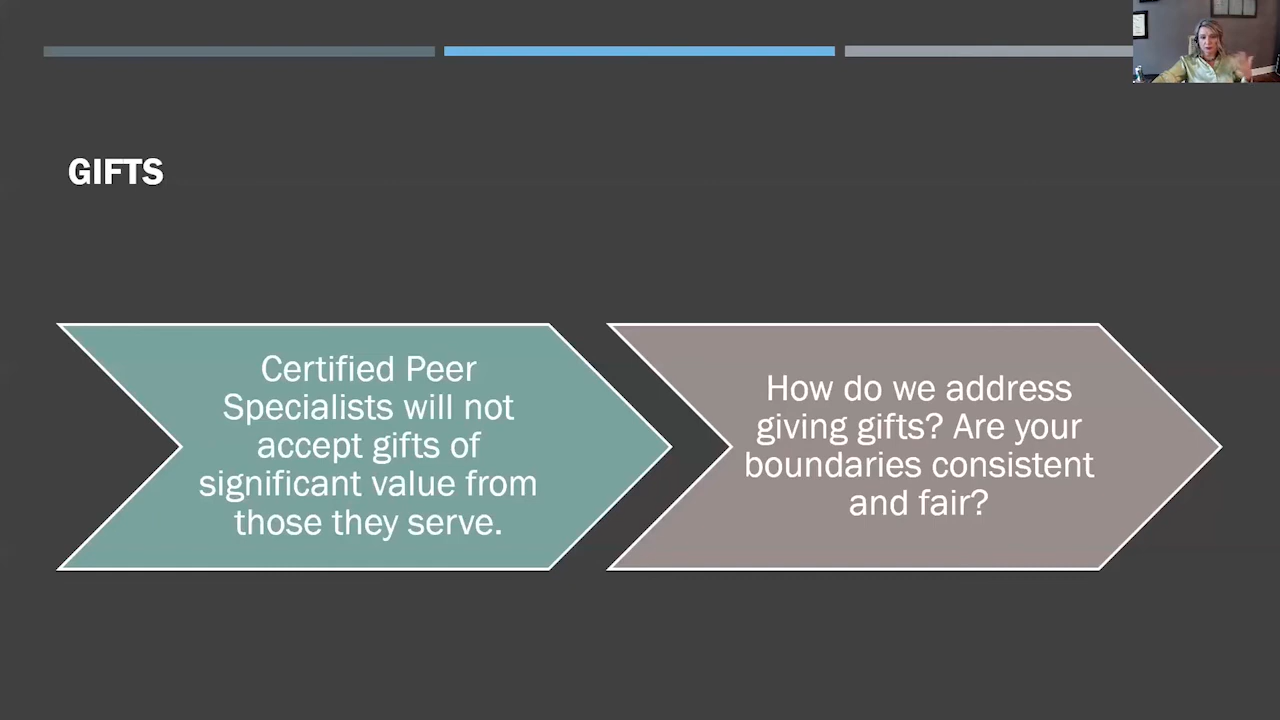 GIFTS
Certified Peer
Specialists will not
accept gifts of
significant value from
those they serve.
How do we address
giving gifts? Are your
boundaries consistent
and fair?